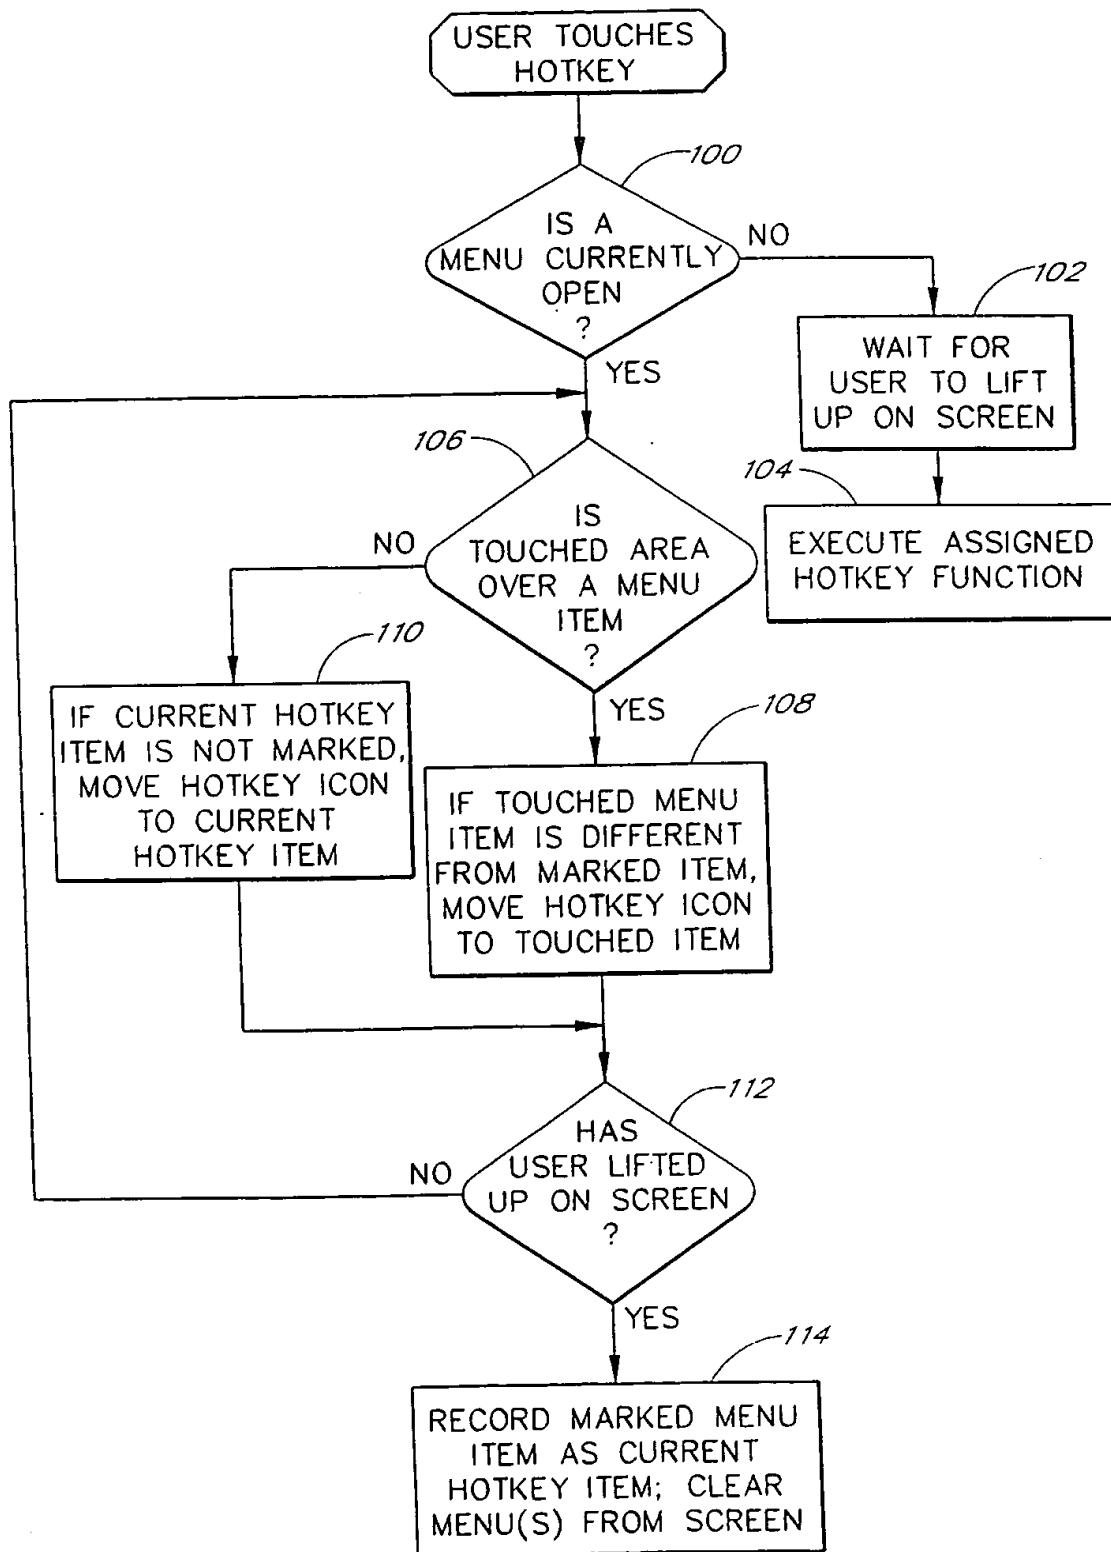 USER TOUCHES
HOTKEY
100
IS A
MENU CURRENTLY
OPEN
?
NO
YES
102
WAIT FOR
USER TO LIFT
UP ON SCREEN
104
EXECUTE ASSIGNED
HOTKEY FUNCTION
106
IS
TOUCHED AREA
OVER A MENU
ITEM
?
NO
YES
110
IF CURRENT HOTKEY
ITEM IS NOT MARKED,
MOVE HOTKEY ICON
TO CURRENT
HOTKEY ITEM
108
IF TOUCHED MENU
ITEM IS DIFFERENT
FROM MARKED ITEM,
MOVE HOTKEY ICON
TO TOUCHED ITEM
112
HAS
USER LIFTED
UP ON SCREEN
?
NO
YES
114
RECORD MARKED MENU
ITEM AS CURRENT
HOTKEY ITEM; CLEAR
MENU(S) FROM SCREEN